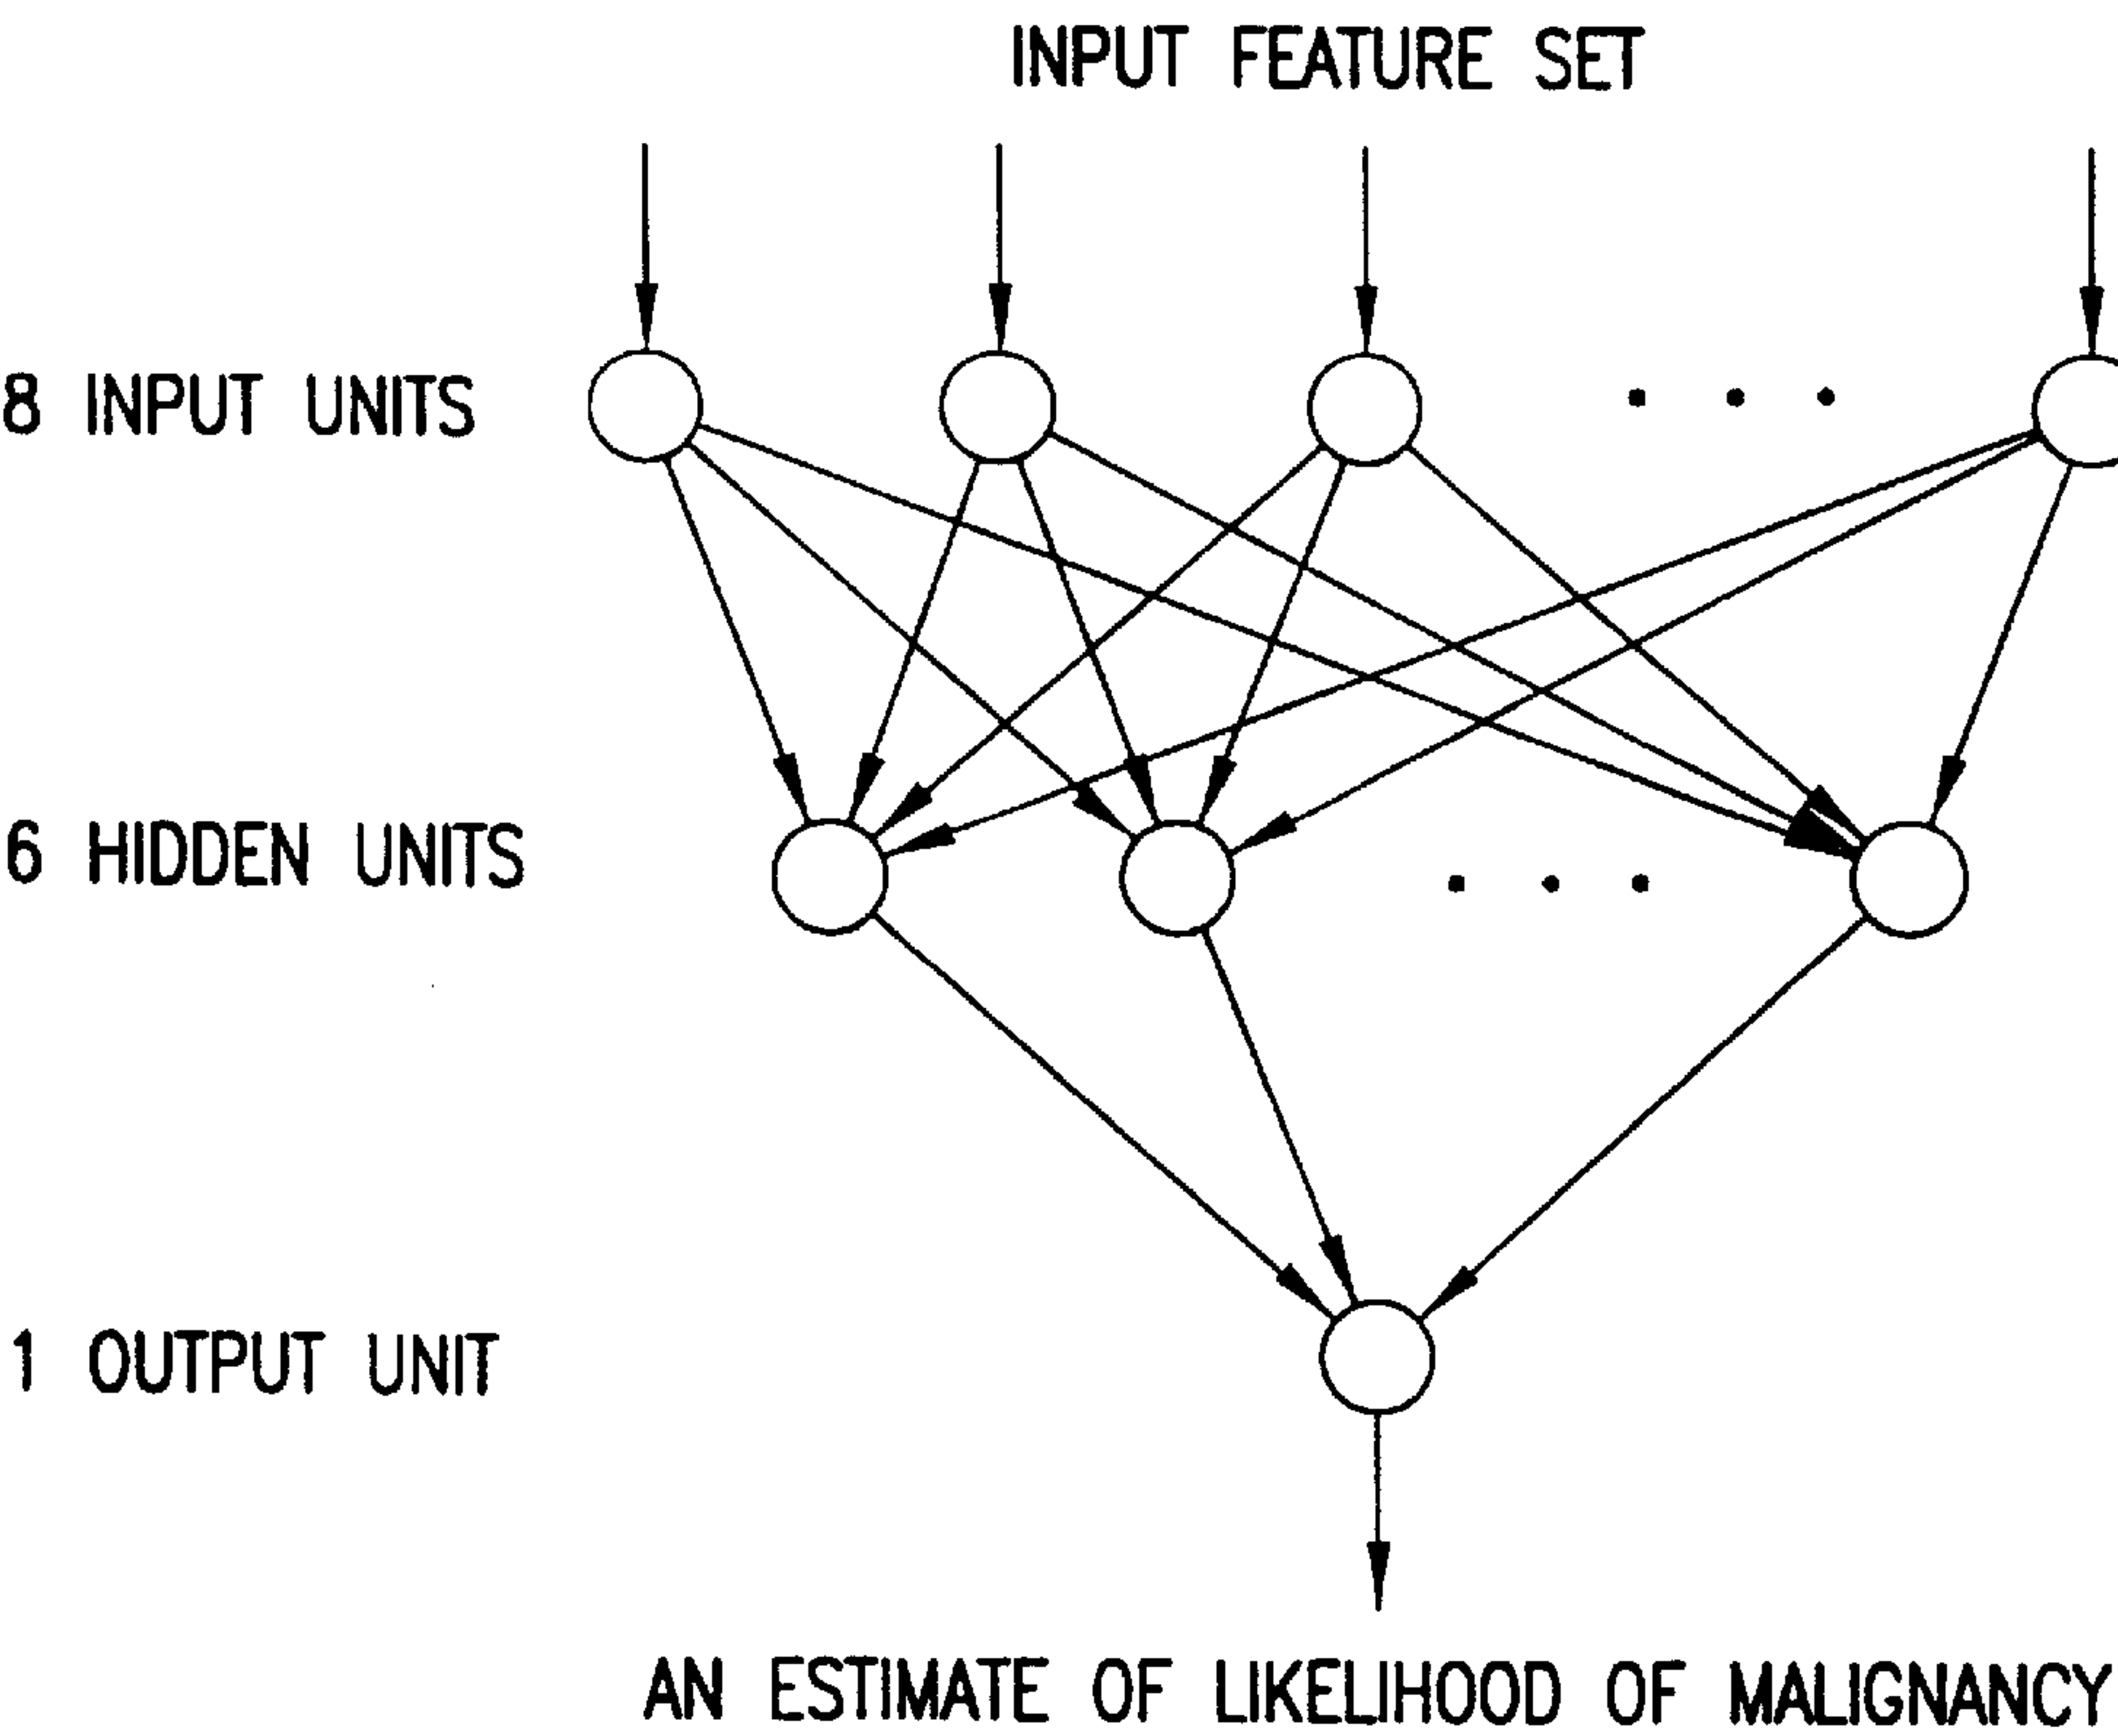 INPUT FEATURE SET
8 INPUT UNITS
6 HIDDEN UNITS
1 OUTPUT UNIT
AN ESTIMATE OF LIKELIHOOD OF MALIGNANCY